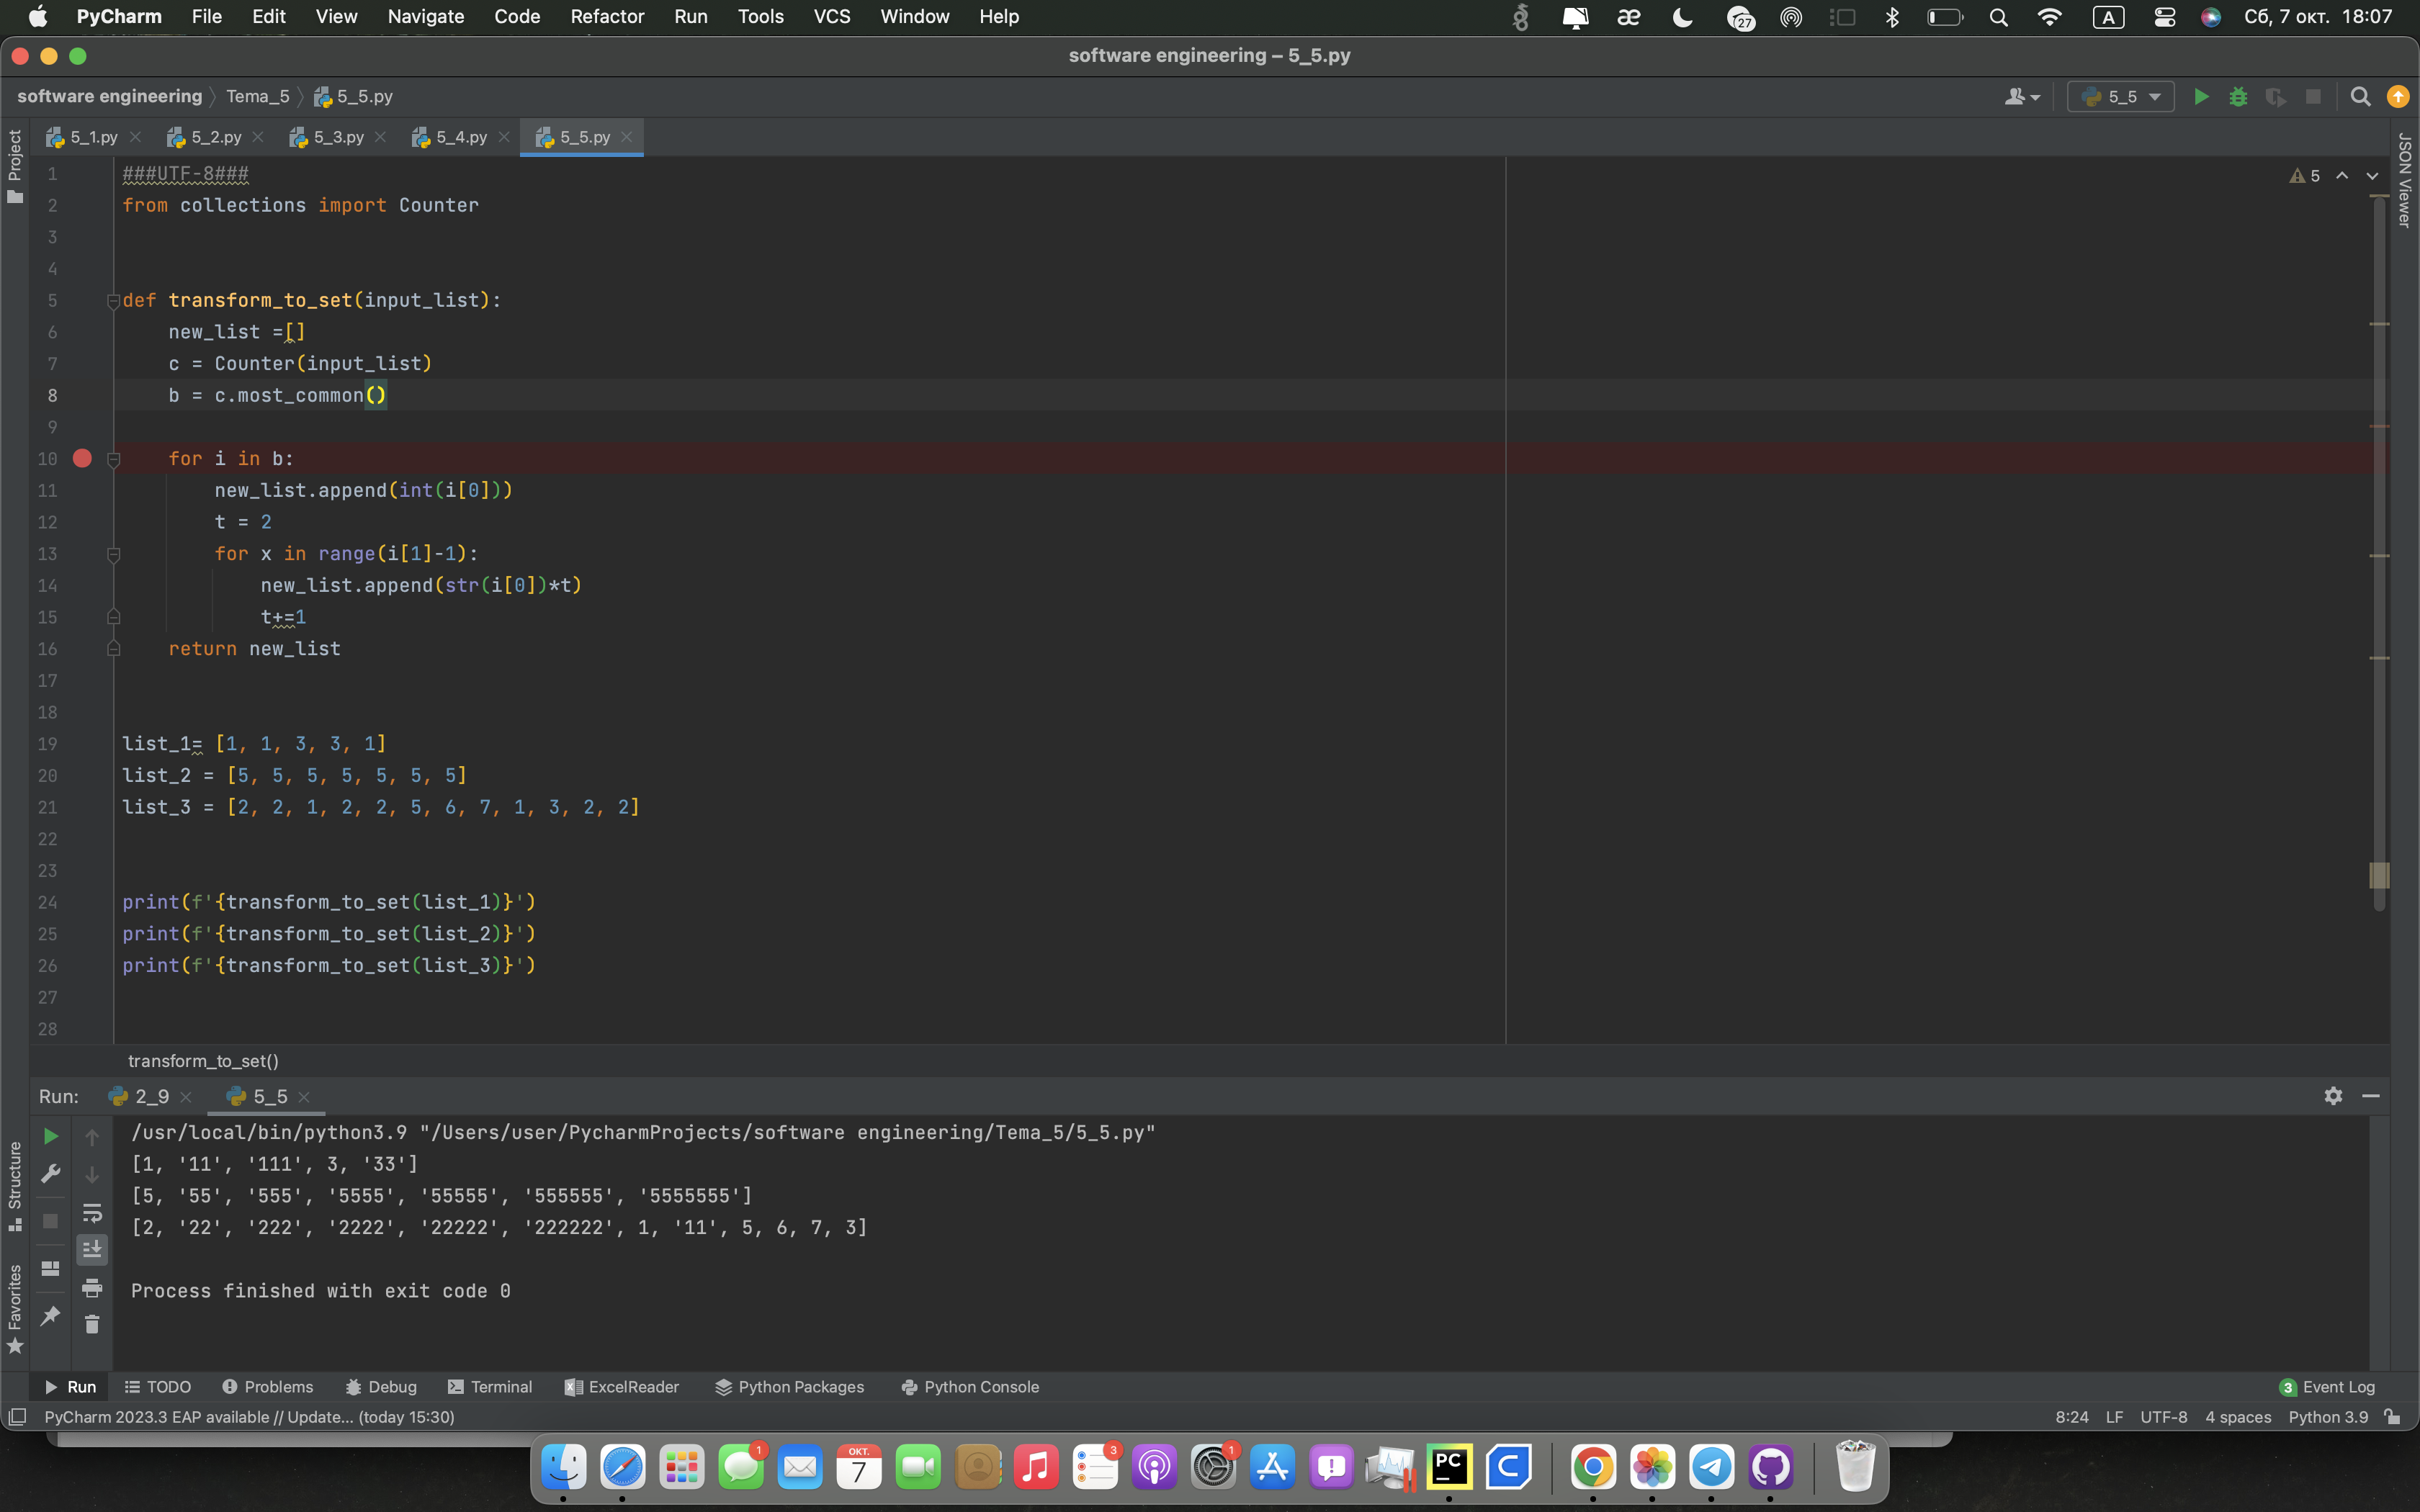 PyCharm File Edit View Navigate Code Refactor Run Tools VCS Window Help 27 A Сб, 7 окт. 18:07
software engineering – 5_5.py
software engineering Tema_5 5_5.py 5_5
5_1.py 5_2.py 5_3.py 5_4.py 5_5.py
Project
JSON Viewer
5
1 ###UTF-8###
2 from collections import Counter
3
4
5 def transform_to_set(input_list):
6 new_list =[]
7 c = Counter(input_list)
8 b = c.most_common()
9
10 for i in b:
11 new_list.append(int(i[0]))
12 t = 2
13 for x in range(i[1]-1):
14 new_list.append(str(i[0])*t)
15 t+=1
16 return new_list
17
18
19 list_1= [1, 1, 3, 3, 1]
20 list_2 = [5, 5, 5, 5, 5, 5, 5]
21 list_3 = [2, 2, 1, 2, 2, 5, 6, 7, 1, 3, 2, 2]
22
23
24 print(f'{transform_to_set(list_1)}')
25 print(f'{transform_to_set(list_2)}')
26 print(f'{transform_to_set(list_3)}')
27
28
transform_to_set()
Run: 2_9 5_5
Structure
Favorites
/usr/local/bin/python3.9 "/Users/user/PycharmProjects/software engineering/Tema_5/5_5.py"
[1, '11', '111', 3, '33']
[5, '55', '555', '5555', '55555', '555555', '5555555']
[2, '22', '222', '2222', '22222', '222222', 1, '11', 5, 6, 7, 3]
Process finished with exit code 0
Run TODO Problems Debug Terminal ExcelReader Python Packages Python Console 3 Event Log
PyCharm 2023.3 EAP available // Update... (today 15:30) 8:24 LF UTF-8 4 spaces Python 3.9
1 ОКТ. 7 3 1 PC C